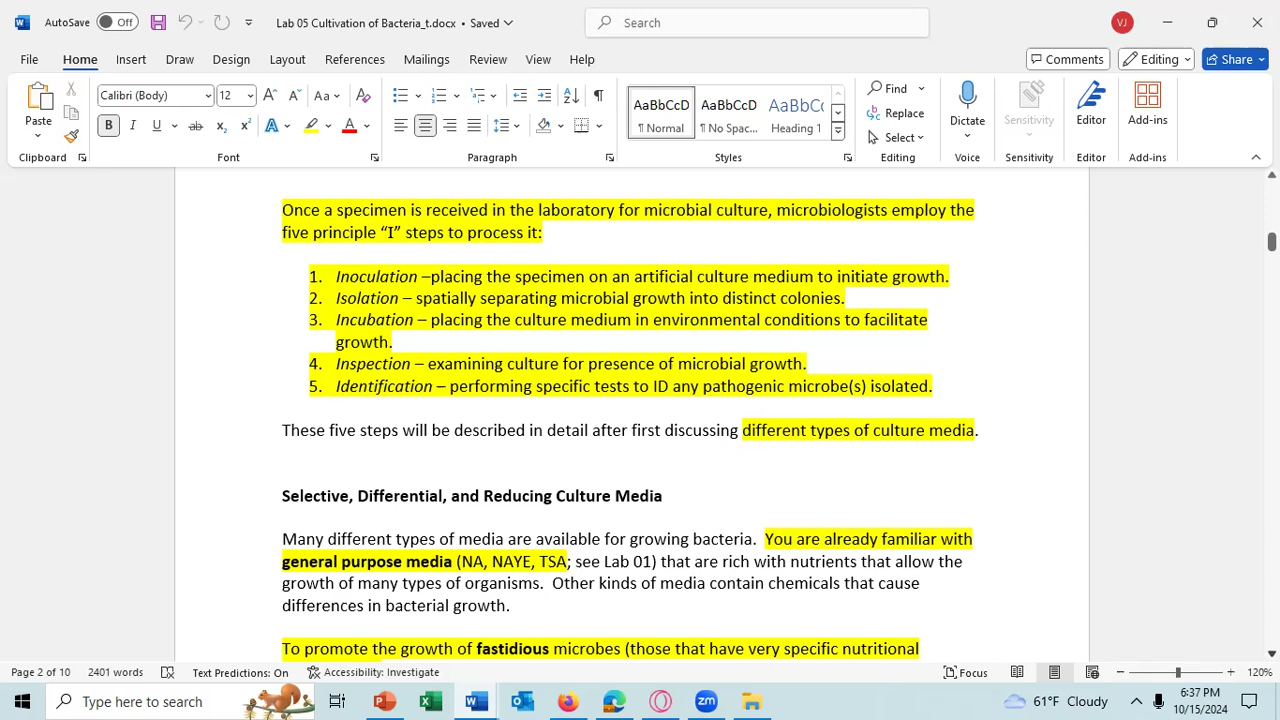 AutoSave Off Lab 05 Cultivation of Bacteria_t.docx • Saved Search VJ
File Home Insert Draw Design Layout References Mailings Review View Help Comments Editing Share
Calibri (Body) 12 Aa AaBbCcD AaBbCcD AaBbCc Find
Paste ¶ Normal ¶ No Spac... Heading 1 Replace Dictate Sensitivity Editor Add-ins
B I U ab x₂ x² A A Select
Clipboard Font Paragraph Styles Editing Voice Sensitivity Editor Add-ins
Once a specimen is received in the laboratory for microbial culture, microbiologists employ the
five principle “I” steps to process it:
1. Inoculation –placing the specimen on an artificial culture medium to initiate growth.
2. Isolation – spatially separating microbial growth into distinct colonies.
3. Incubation – placing the culture medium in environmental conditions to facilitate
growth.
4. Inspection – examining culture for presence of microbial growth.
5. Identification – performing specific tests to ID any pathogenic microbe(s) isolated.
These five steps will be described in detail after first discussing different types of culture media.
Selective, Differential, and Reducing Culture Media
Many different types of media are available for growing bacteria. You are already familiar with
general purpose media (NA, NAYE, TSA; see Lab 01) that are rich with nutrients that allow the
growth of many types of organisms. Other kinds of media contain chemicals that cause
differences in bacterial growth.
To promote the growth of fastidious microbes (those that have very specific nutritional
Page 2 of 10 2401 words Text Predictions: On Accessibility: Investigate Focus 120%
Type here to search 61°F Cloudy 6:37 PM
10/15/2024